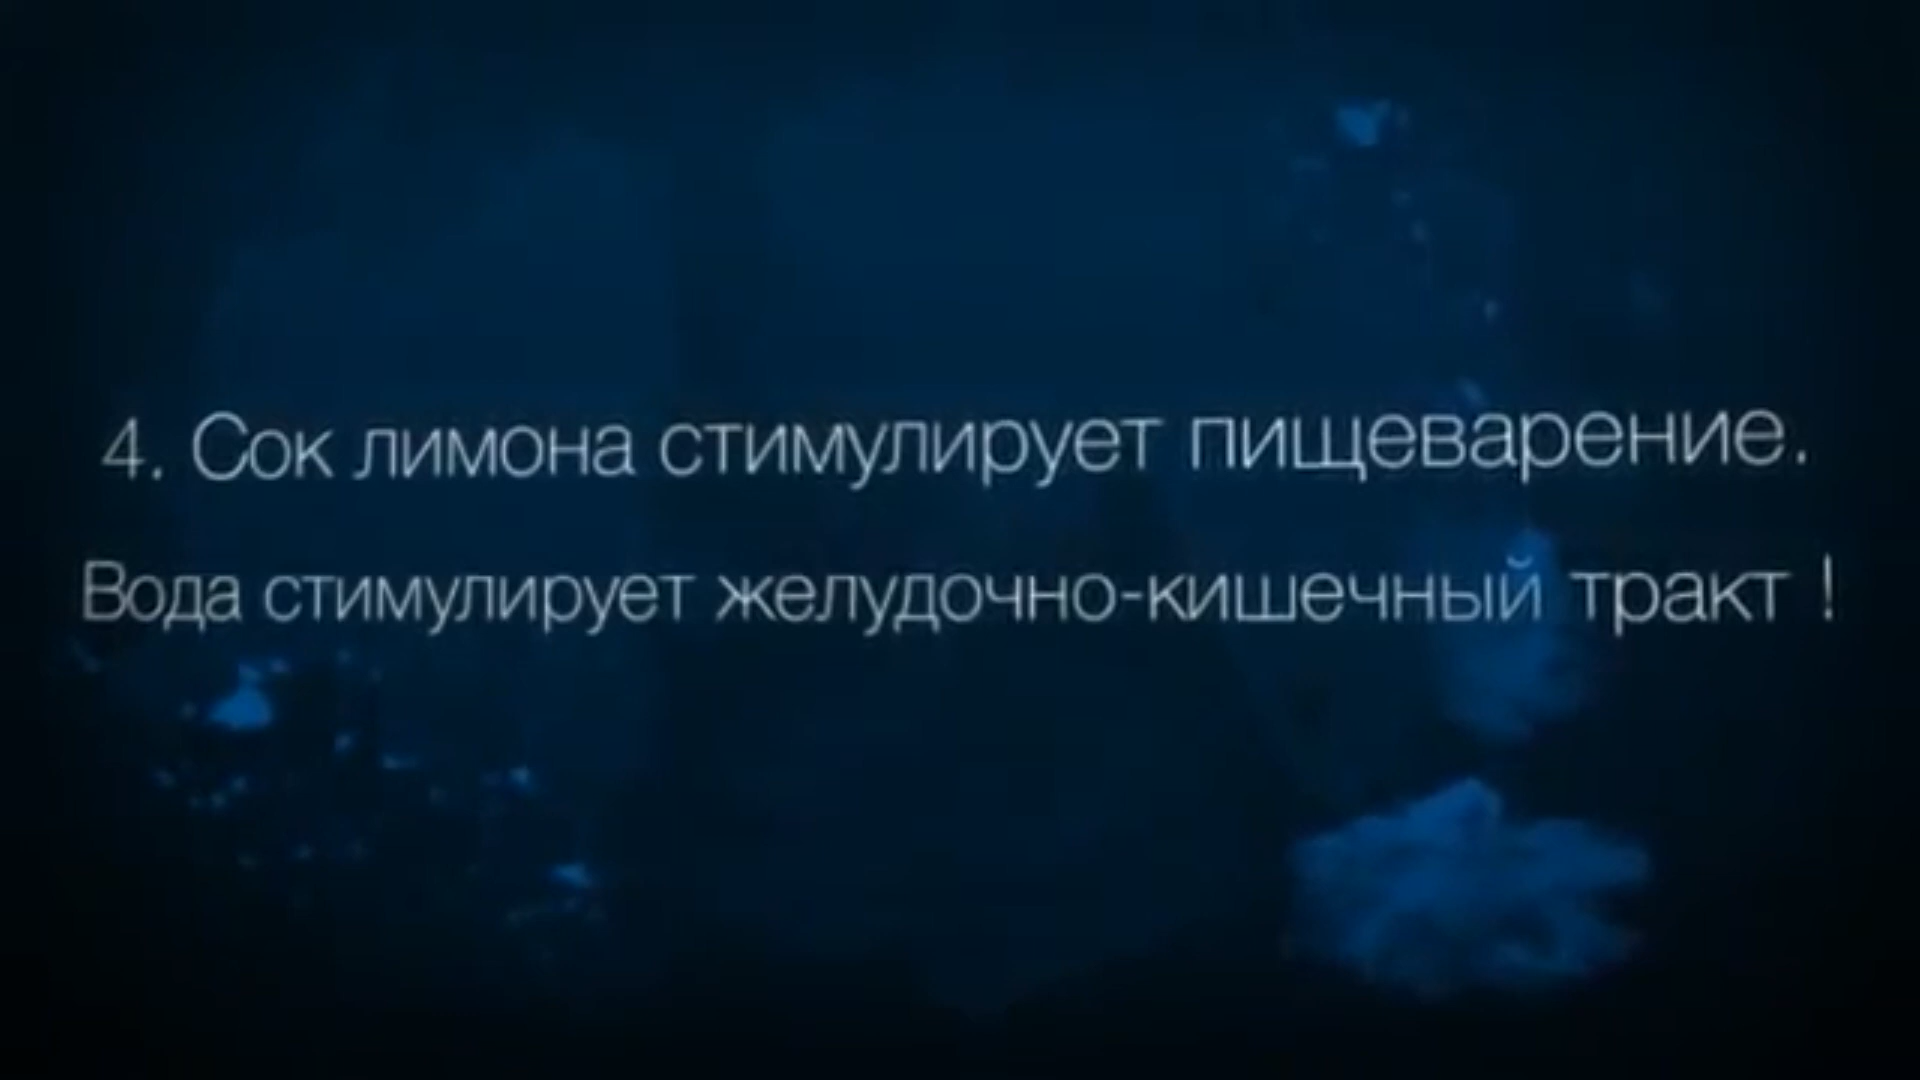 4. Сок лимона стимулирует пищеварение.
Вода стимулирует желудочно-кишечный тракт !